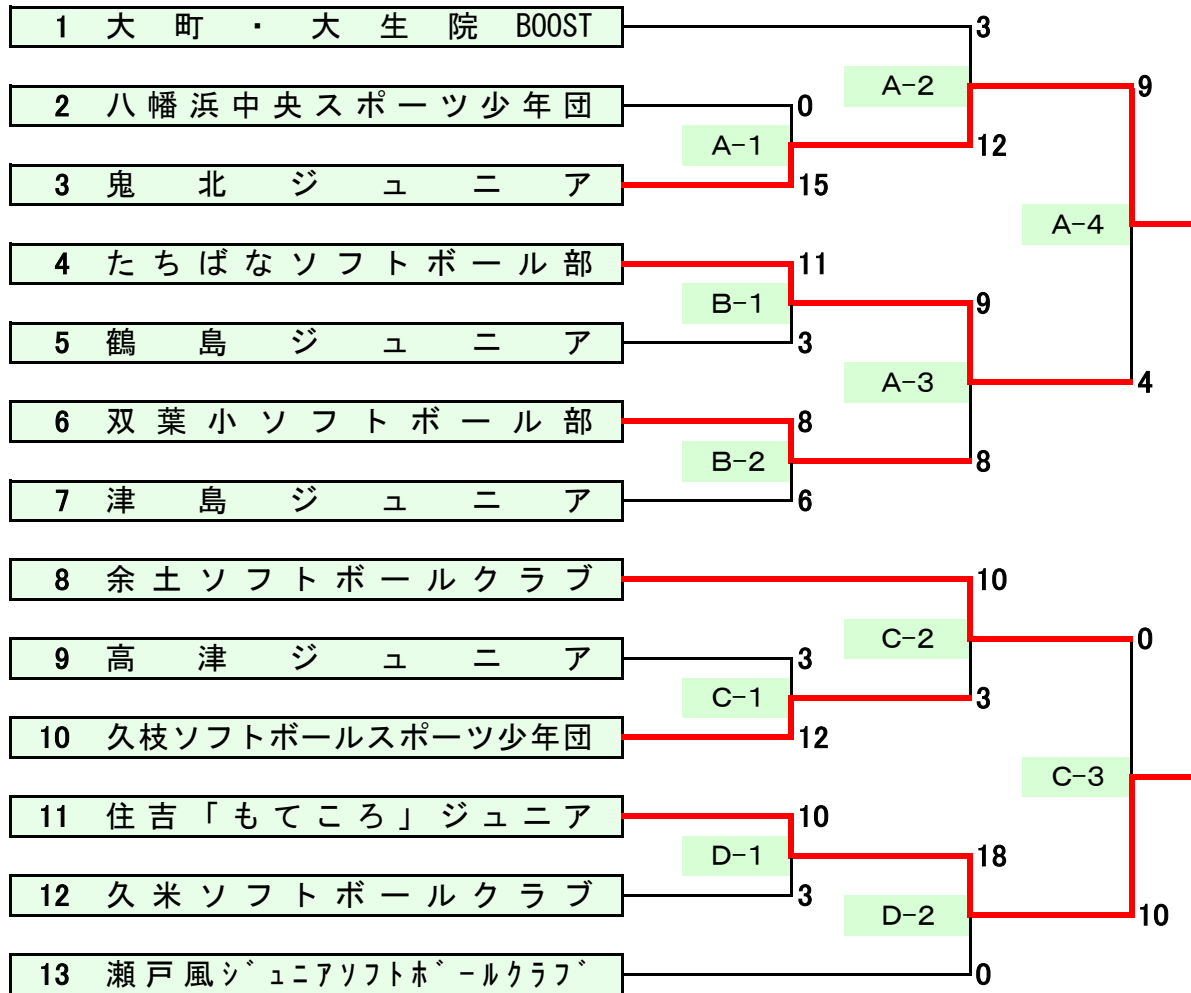 1 大町・大生院 BOOST
3
A-2
9
2 八幡浜中央スポーツ少年団
0
A-1
12
3 鬼北ジュニア
15
A-4
4 たちばなソフトボール部
11
B-1
9
5 鶴島ジュニア
3
A-3
4
6 双葉小ソフトボール部
8
B-2
8
7 津島ジュニア
6
8 余土ソフトボールクラブ
10
C-2
0
9 高津ジュニア
3
C-1
3
10 久枝ソフトボールスポーツ少年団
12
C-3
11 住吉「もてころ」ジュニア
10
D-1
18
12 久米ソフトボールクラブ
3
D-2
10
13 瀬戸風ｼﾞｭﾆｱｿﾌﾄﾎﾞｰﾙｸﾗﾌﾞ
0